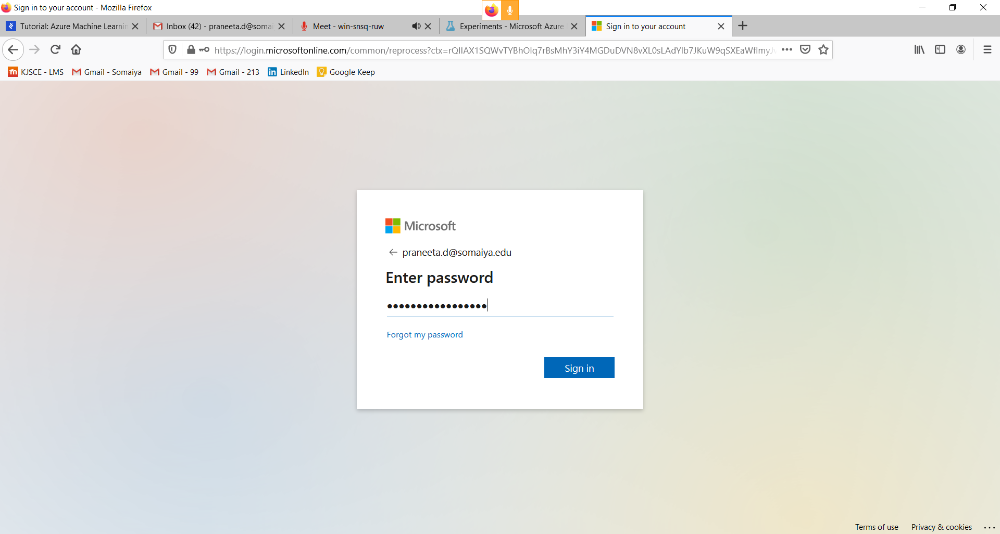 Sign in to your account - Mozilla Firefox
Tutorial: Azure Machine Learnin
Inbox (42) - praneeta.d@somai
Meet - win-snsq-ruw
Experiments - Microsoft Azure
Sign in to your account
https://login.microsoftonline.com/common/reprocess?ctx=rQIIAX1SQWvTYBhOlq7rBsMhY3iY4MGDuDVN8vXL0sLAdYlb7JKuW9qSXEaWflmyJv
KJSCE - LMS
Gmail - Somaiya
Gmail - 99
Gmail - 213
LinkedIn
Google Keep
Microsoft
praneeta.d@somaiya.edu
Enter password
Forgot my password
Sign in
Terms of use
Privacy & cookies